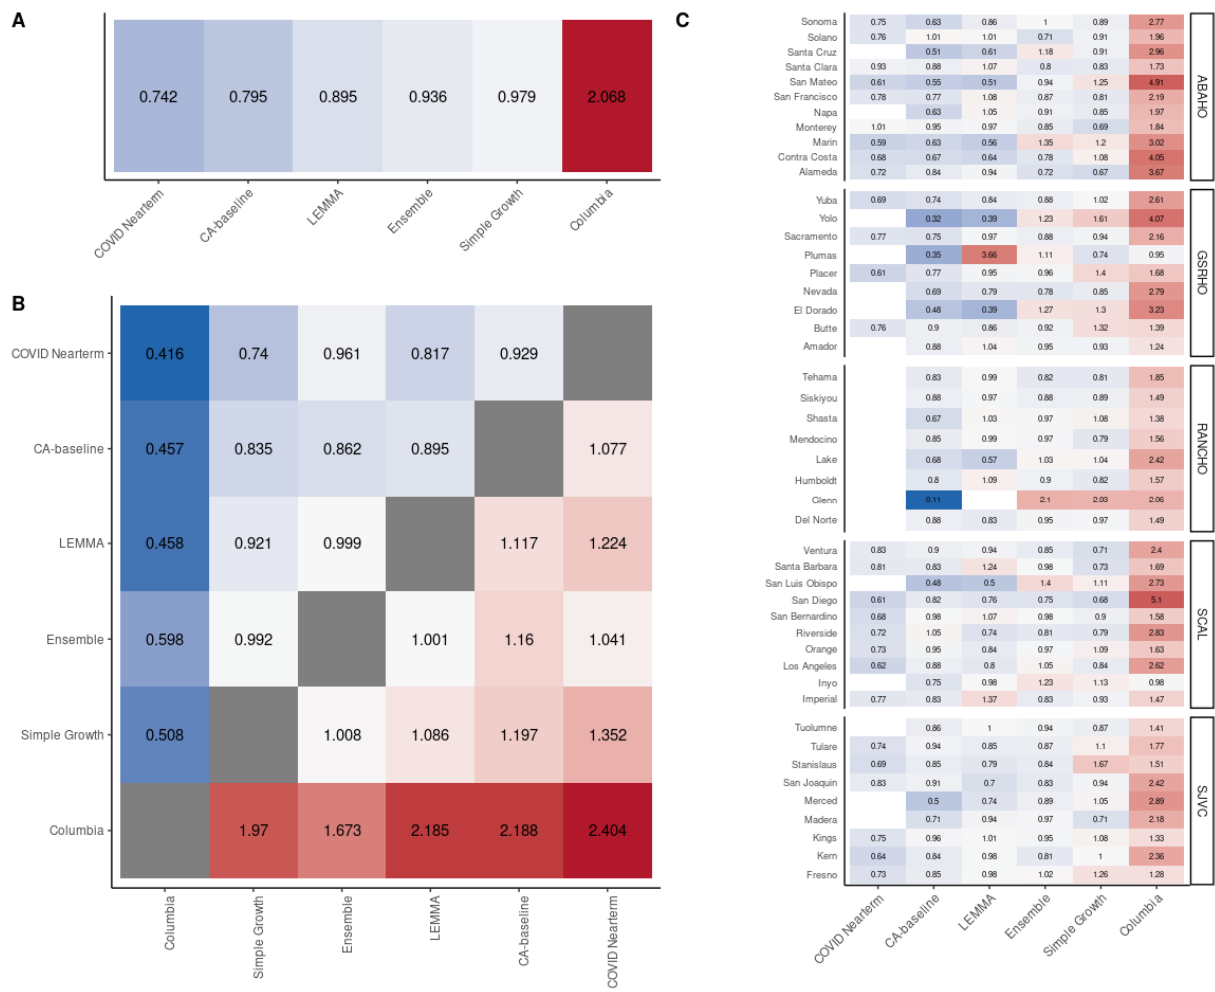 A
0.742 0.795 0.895 0.936 0.979 2.068
COVID Nearterm CA-baseline LEMMA Ensemble Simple Growth Columbia
B
COVID Nearterm 0.416 0.74 0.961 0.817 0.929
CA-baseline 0.457 0.835 0.862 0.895 1.077
LEMMA 0.458 0.921 0.999 1.117 1.224
Ensemble 0.598 0.992 1.001 1.16 1.041
Simple Growth 0.508 1.008 1.086 1.197 1.352
Columbia 1.97 1.673 2.185 2.188 2.404
Columbia Simple Growth Ensemble LEMMA CA-baseline COVID Nearterm
C
ABAHO
Sonoma 0.75 0.63 0.86 1 0.89 2.77
Solano 0.76 1.01 1.01 0.71 0.91 1.96
Santa Cruz 0.51 0.61 1.18 0.91 2.96
Santa Clara 0.93 0.88 1.07 0.8 0.83 1.73
San Mateo 0.61 0.55 0.51 0.94 1.25 4.91
San Francisco 0.78 0.77 1.08 0.87 0.81 2.19
Napa 0.63 1.05 0.91 0.85 1.97
Monterey 1.01 0.95 0.97 0.85 0.69 1.84
Marin 0.59 0.63 0.56 1.35 1.2 3.02
Contra Costa 0.68 0.67 0.64 0.78 1.08 4.05
Alameda 0.72 0.84 0.94 0.72 0.67 3.67
GSRHO
Yuba 0.69 0.74 0.84 0.88 1.02 2.61
Yolo 0.32 0.39 1.23 1.61 4.07
Sacramento 0.77 0.75 0.97 0.88 0.94 2.16
Plumas 0.35 3.66 1.11 0.74 0.95
Placer 0.61 0.77 0.95 0.96 1.4 1.68
Nevada 0.69 0.79 0.78 0.85 2.79
El Dorado 0.48 0.39 1.27 1.3 3.23
Butte 0.76 0.9 0.86 0.92 1.32 1.39
Amador 0.88 1.04 0.95 0.93 1.24
RANCHO
Tehama 0.83 0.99 0.82 0.81 1.85
Siskiyou 0.88 0.97 0.88 0.89 1.49
Shasta 0.67 1.03 0.97 1.08 1.38
Mendocino 0.85 0.99 0.97 0.79 1.56
Lake 0.68 0.57 1.03 1.04 2.42
Humboldt 0.8 1.09 0.9 0.82 1.57
Glenn 0.11 2.1 2.03 2.06
Del Norte 0.88 0.83 0.95 0.97 1.49
SCAL
Ventura 0.83 0.9 0.94 0.85 0.71 2.4
Santa Barbara 0.81 0.83 1.24 0.98 0.73 1.69
San Luis Obispo 0.48 0.5 1.4 1.11 2.73
San Diego 0.61 0.82 0.76 0.75 0.68 5.1
San Bernardino 0.68 0.98 1.07 0.98 0.9 1.58
Riverside 0.72 1.05 0.74 0.81 0.79 2.83
Orange 0.73 0.95 0.84 0.97 1.09 1.63
Los Angeles 0.62 0.88 0.8 1.05 0.84 2.62
Inyo 0.75 0.98 1.23 1.13 0.98
Imperial 0.77 0.83 1.37 0.83 0.93 1.47
SJVC
Tuolumne 0.86 1 0.94 0.87 1.41
Tulare 0.74 0.94 0.85 0.87 1.1 1.77
Stanislaus 0.69 0.85 0.79 0.84 1.67 1.51
San Joaquin 0.83 0.91 0.7 0.83 0.94 2.42
Merced 0.5 0.74 0.89 1.05 2.89
Madera 0.71 0.94 0.97 0.71 2.18
Kings 0.75 0.96 1.01 0.95 1.08 1.33
Kern 0.64 0.84 0.98 0.81 1 2.36
Fresno 0.73 0.85 0.98 1.02 1.26 1.28
COVID Nearterm CA-baseline LEMMA Ensemble Simple Growth Columbia